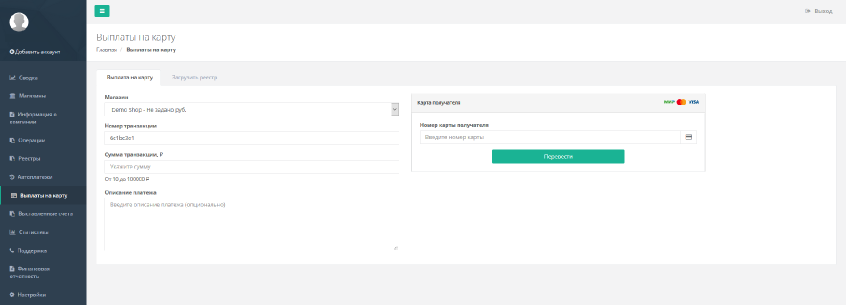 Выход
Добавить аккаунт
Выплаты на карту
Главная / Выплаты на карту
Сводка
Магазины
Информация о компании
Операции
Реестры
Автоплатежи
Выплаты на карту
Выставленные счета
Статистика
Поддержка
Финансовая отчетность
Настройки
Выплата на карту
Загрузить реестр
Магазин
Demo Shop - Не задано руб.
Номер транзакции
6c1bc3c1
Сумма транзакции, ₽
Укажите сумму
От 10 до 100000 ₽
Описание платежа
Введите описание платежа (опционально)
Карта получателя
МИР
VISA
Номер карты получателя
Введите номер карты
Перевести